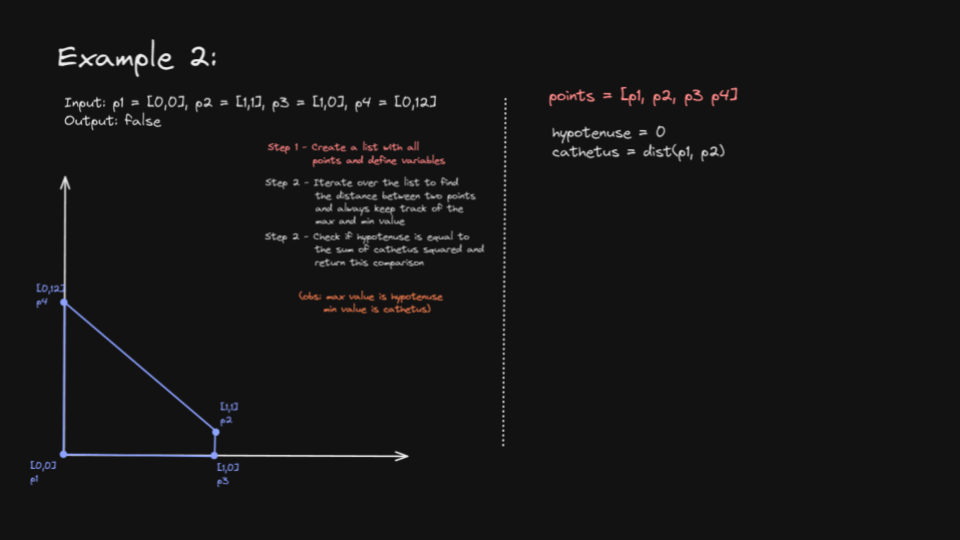 Example 2:
Input: p1 = [0,0], p2 = [1,1], p3 = [1,0], p4 = [0,12]
Output: false
Step 1 - Create a list with all
points and define variables
Step 2 - Iterate over the list to find
the distance between two points
and always keep track of the
max and min value
Step 2 - Check if hypotenuse is equal to
the sum of cathetus squared and
return this comparison
(obs: max value is hypotenuse
min value is cathetus)
points = [p1, p2, p3 p4]
hypotenuse = 0
cathetus = dist(p1, p2)
[0,12]
p4
[1,1]
p2
[0,0]
p1
[1,0]
p3